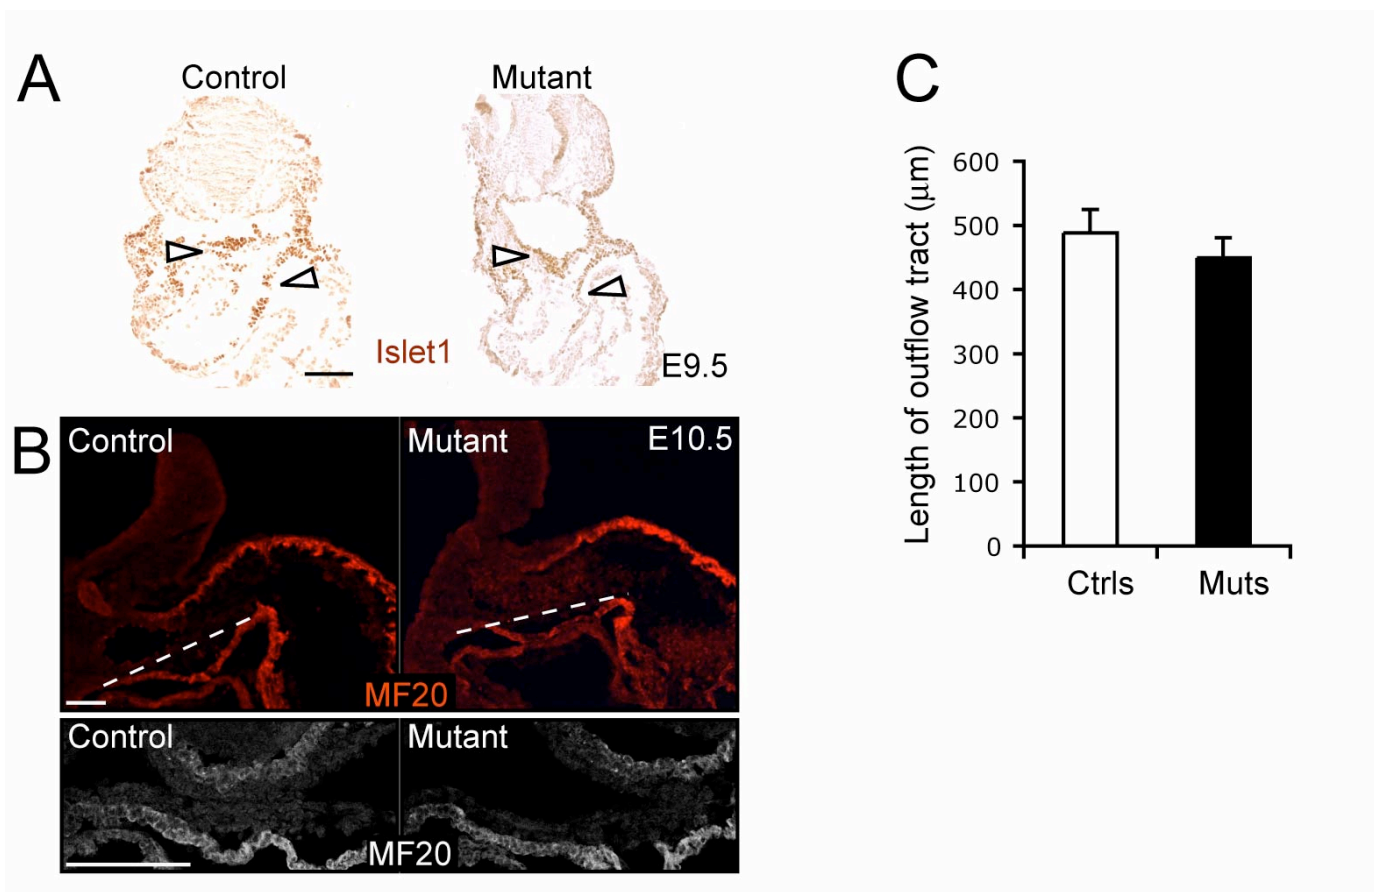 A
Control
Mutant
Islet1
E9.5
B
Control
Mutant
E10.5
MF20
Control
Mutant
MF20
C
Length of outflow tract (μm)
600
500
400
300
200
100
0
Ctrls
Muts